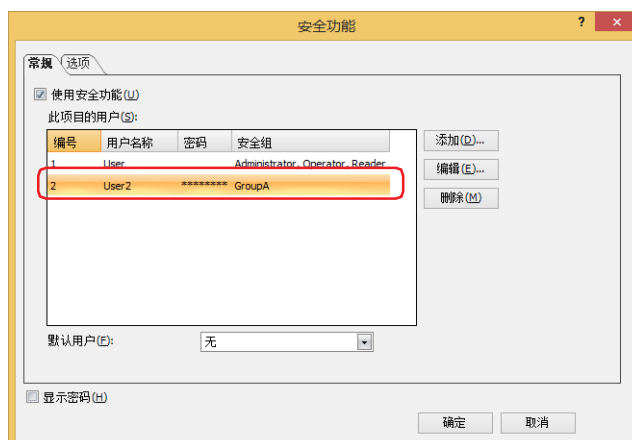 安全功能 ? ×
常规 选项
使用安全功能(U)
此项目的用户(S):
编号 用户名称 密码 安全组
1 User Administrator, Operator, Reader
2 User2 ******** GroupA
添加(D)...
编辑(E)...
删除(M)
默认用户(F): 无
显示密码(H)
确定 取消